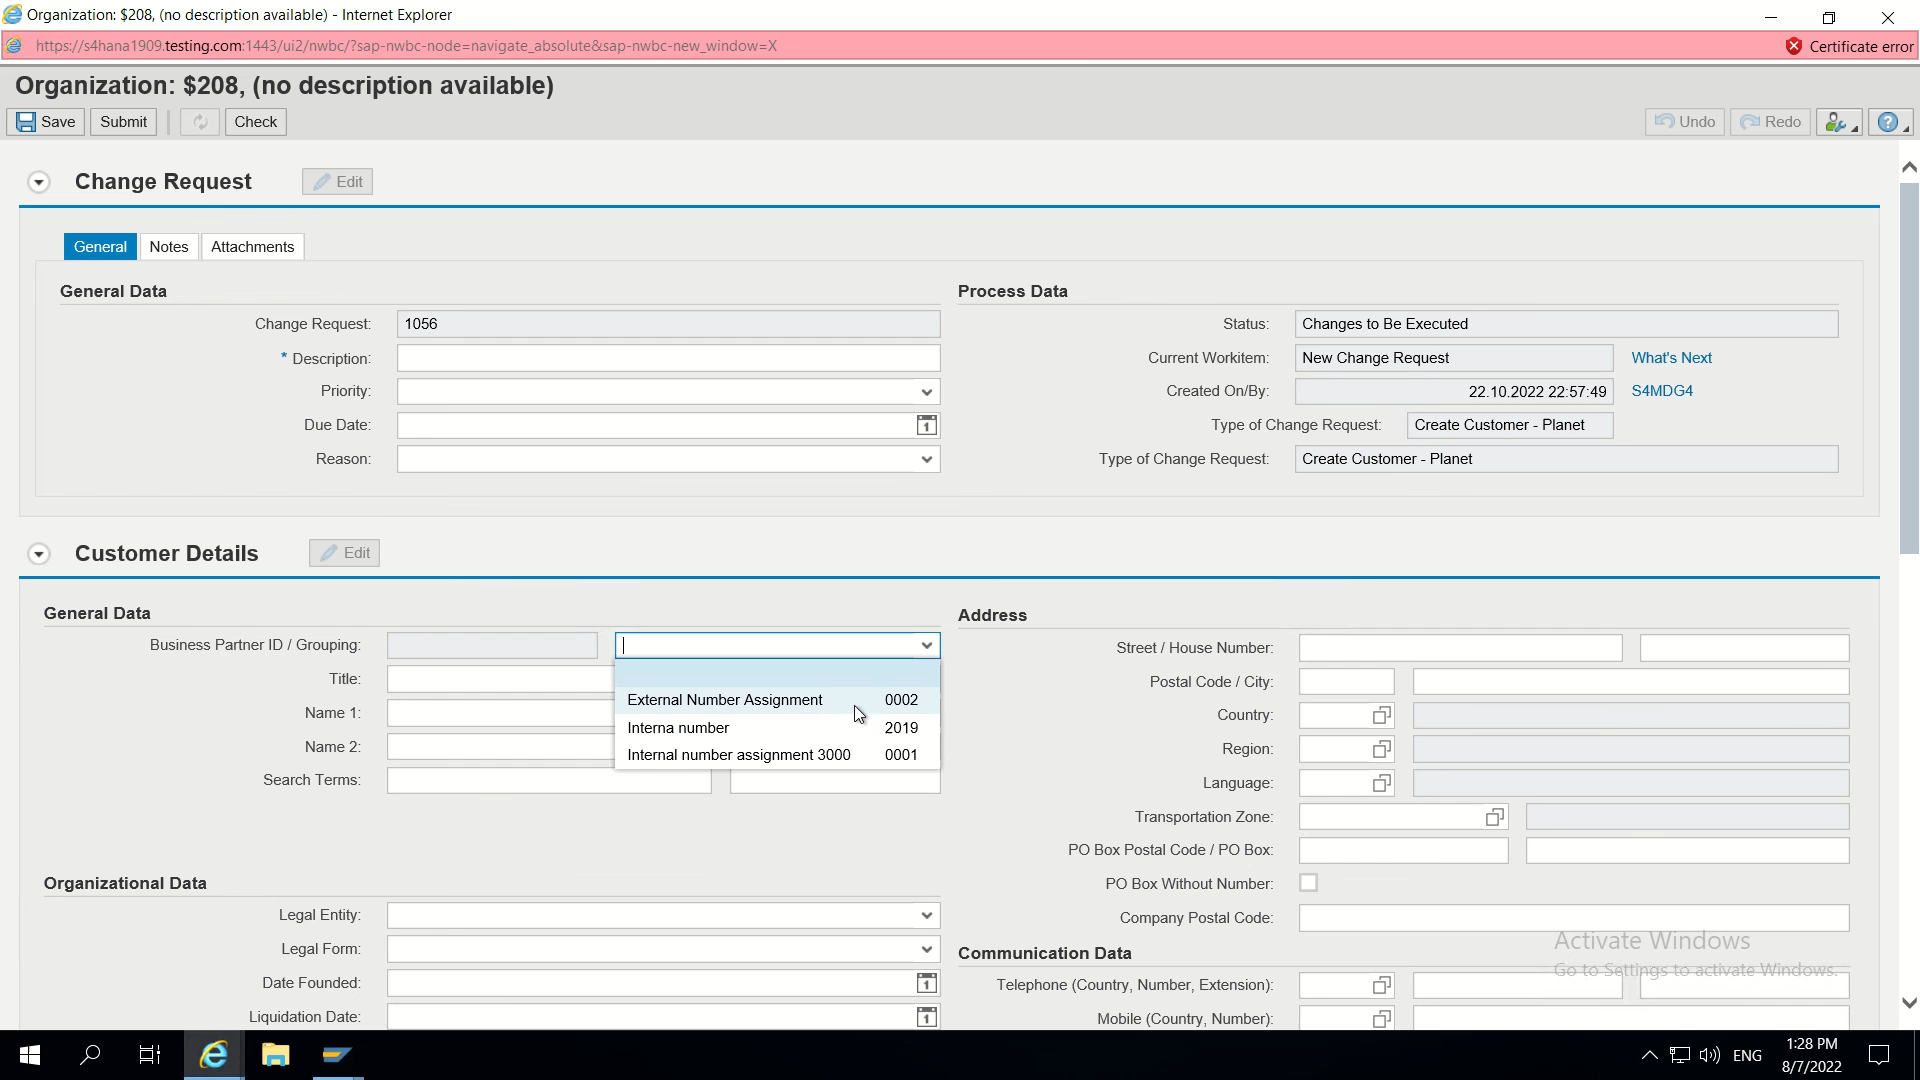 Organization: $208, (no description available) - Internet Explorer
https://s4hana1909.testing.com:1443/ui2/nwbc/?sap-nwbc-node=navigate_absolute&sap-nwbc-new_window=X
Certificate error
Organization: $208, (no description available)
Save Submit Check Undo Redo
Change Request Edit
General Notes Attachments
General Data
Change Request: 1056
* Description:
Priority:
Due Date:
Reason:
Process Data
Status: Changes to Be Executed
Current Workitem: New Change Request What's Next
Created On/By: 22.10.2022 22:57:49 S4MDG4
Type of Change Request: Create Customer - Planet
Type of Change Request: Create Customer - Planet
Customer Details Edit
General Data
Business Partner ID / Grouping:
Title:
Name 1:
Name 2:
Search Terms:
External Number Assignment 0002
Interna number 2019
Internal number assignment 3000 0001
Organizational Data
Legal Entity:
Legal Form:
Date Founded:
Liquidation Date:
Address
Street / House Number:
Postal Code / City:
Country:
Region:
Language:
Transportation Zone:
PO Box Postal Code / PO Box:
PO Box Without Number:
Company Postal Code:
Communication Data
Telephone (Country, Number, Extension):
Mobile (Country, Number):
Activate Windows
Go to Settings to activate Windows.
ENG
1:28 PM
8/7/2022